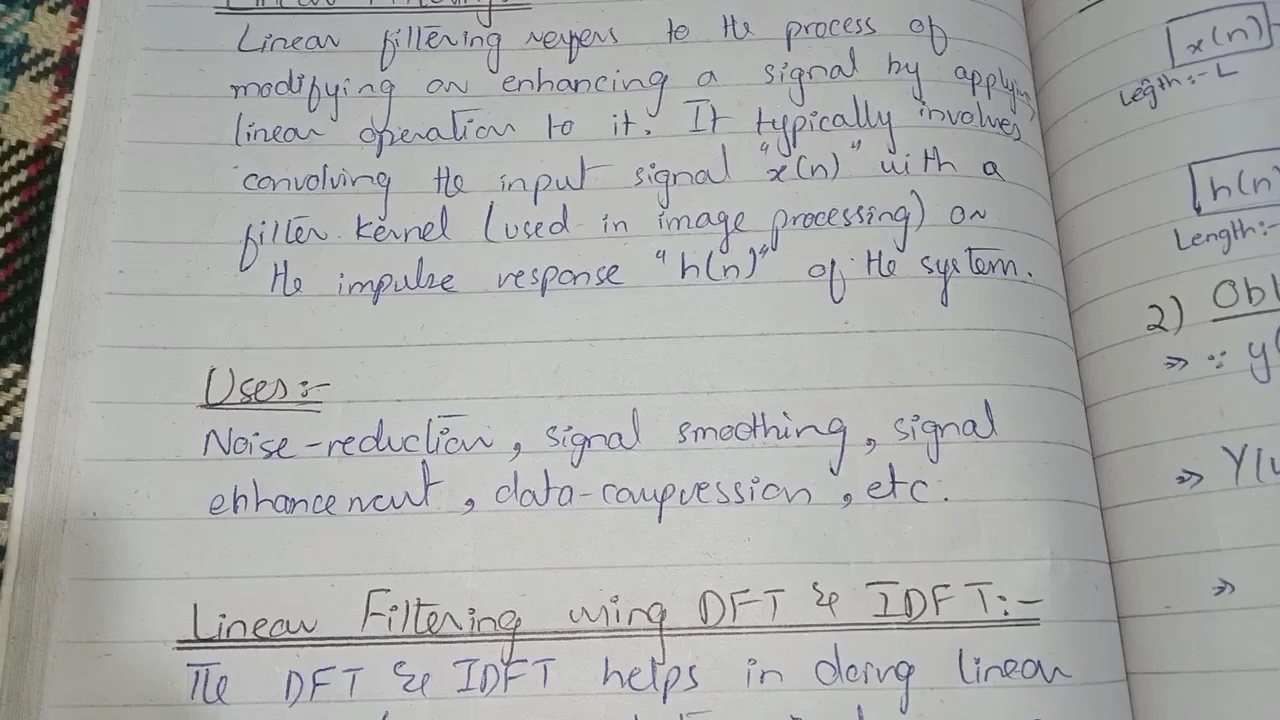 Linear Filtering:-
Linear filtering refers to the process of
modifying or enhancing a signal by applying
linear operation to it. It typically involves
convolving the input signal "x(n)" with a
filter kernel (used in image processing) or
the impulse response "h(n)" of the system.
Uses:-
Noise-reduction, signal smoothing, signal
enhancement, data-compression, etc.
Linear Filtering using DFT & IDFT:-
The DFT & IDFT helps in doing linear
x(n)
Legth:- L
h(n)
Length:-
2)
⇒ ∵ y(
⇒ Y(
⇒